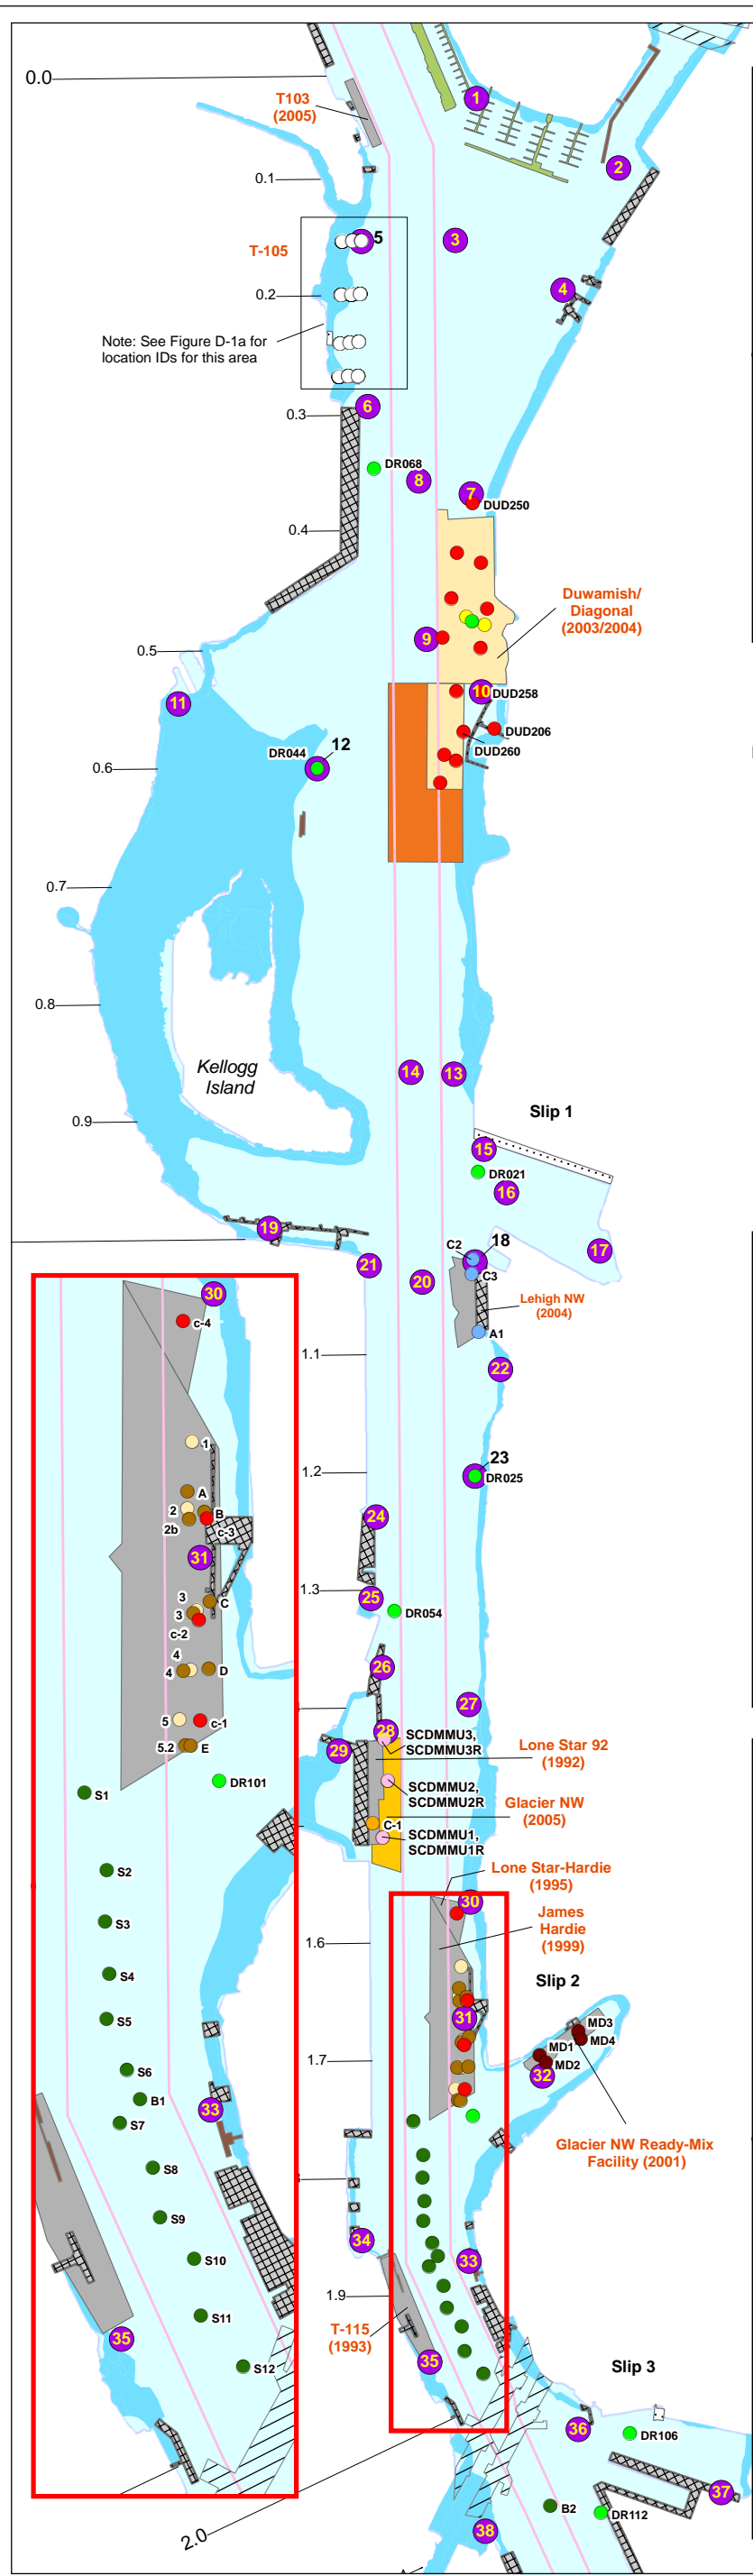 0.0
1
T103
(2005)
2
0.1
5
3
T-105
4
0.2
Note: See Figure D-1a for
location IDs for this area
6
0.3
DR068
8
7
DUD250
0.4
Duwamish/
Diagonal
(2003/2004)
9
0.5
10
DUD258
11
DUD206
12
DR044
DUD260
0.6
0.7
0.8
Kellogg
Island
14
13
Slip 1
0.9
15
DR021
16
19
18
17
C2
21
C3
20
30
Lehigh NW
(2004)
c-4
A1
1.1
22
1
23
1.2
DR025
A
2
B
24
2b
c-3
31
1.3
25
3
C
DR054
3
c-2
4
26
4
D
27
5
c-1
28
SCDMMU3,
SCDMMU3R
5.2
E
29
Lone Star 92
(1992)
DR101
SCDMMU2,
SCDMMU2R
S1
Glacier NW
(2005)
C-1
SCDMMU1,
SCDMMU1R
S2
Lone Star-Hardie
(1995)
30
S3
James
Hardie
(1999)
1.6
S4
Slip 2
S5
31
MD3
MD4
MD1
1.7
MD2
S6
32
B1
33
S7
Glacier NW Ready-Mix
Facility (2001)
S8
S9
34
S10
33
1.9
S11
T-115
(1993)
35
35
S12
Slip 3
36
DR106
37
B2
DR112
2.0
38